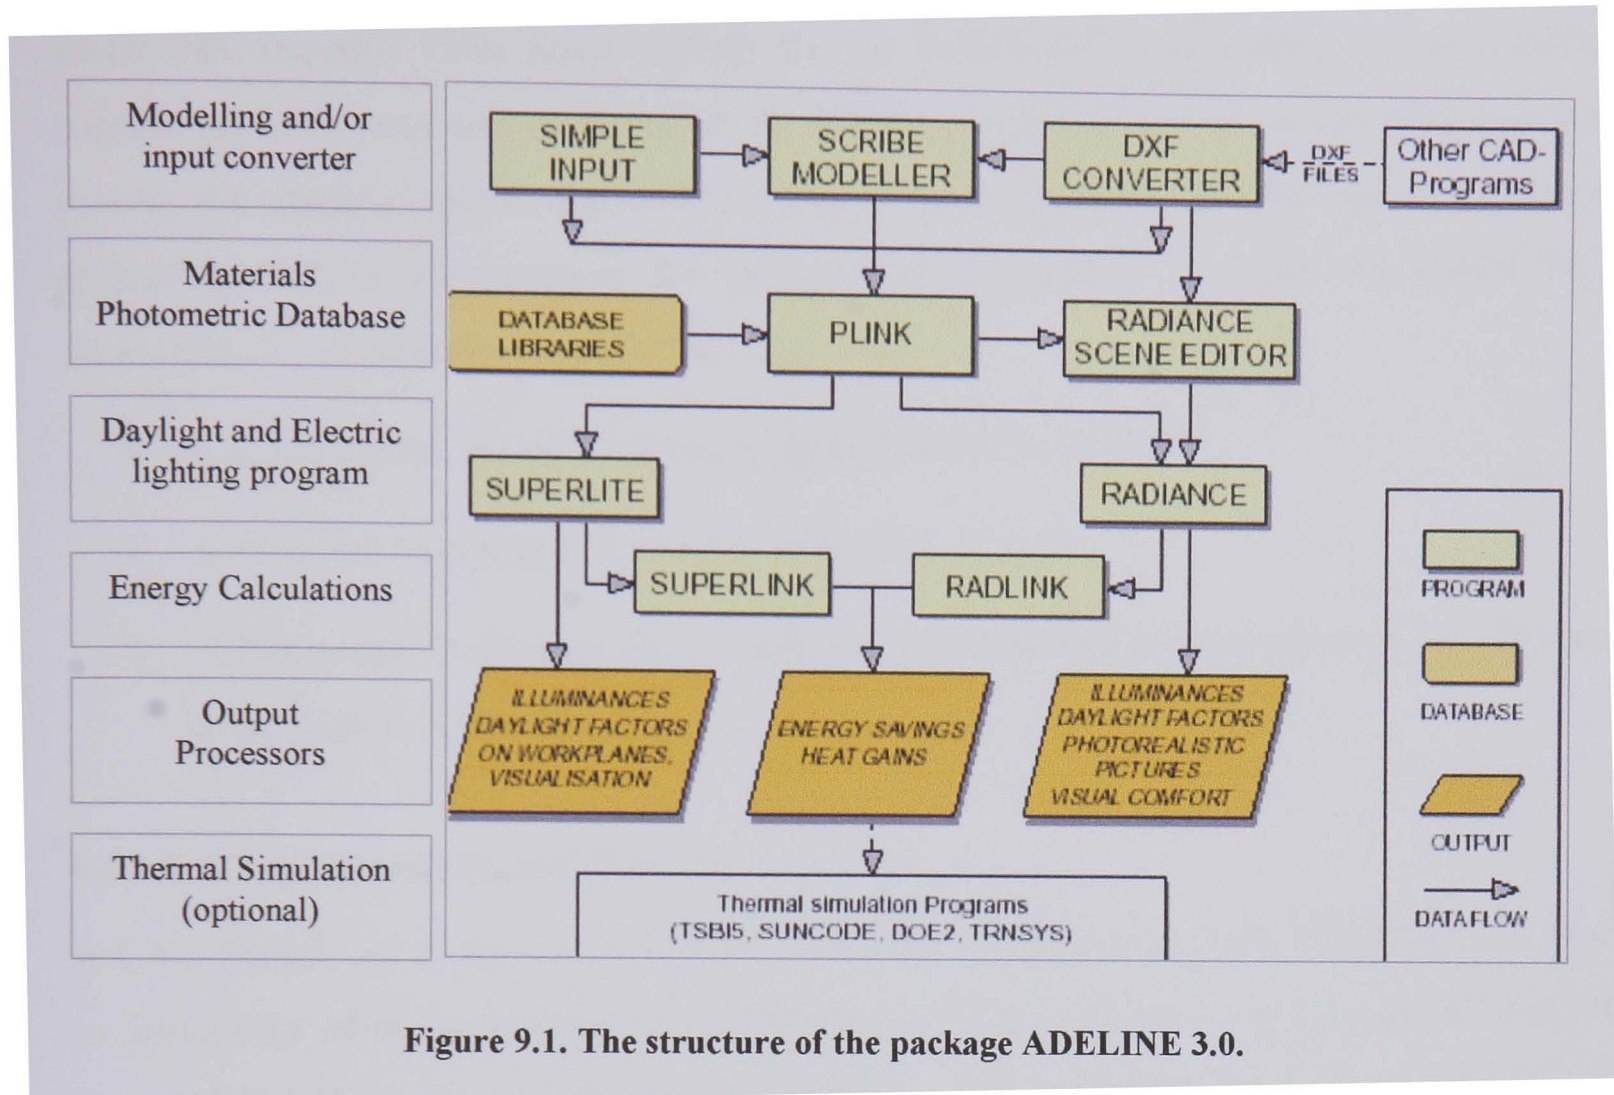 Modelling and/or
input converter
SIMPLE
INPUT
SCRIBE
MODELLER
DXF
CONVERTER
DXF
FILES
Other CAD-
Programs
Materials
Photometric Database
DATABASE
LIBRARIES
PLINK
RADIANCE
SCENE EDITOR
Daylight and Electric
lighting program
SUPERLITE
RADIANCE
Energy Calculations
SUPERLINK
RADLINK
Output
Processors
ILLUMINANCES
DAYLIGHT FACTORS
ON WORKPLANES,
VISUALISATION
ENERGY SAVINGS
HEAT GAINS
ILLUMINANCES
DAYLIGHT FACTORS
PHOTOREALISTIC
PICTURES
VISUAL COMFORT
Thermal Simulation
(optional)
Thermal simulation Programs
(TSBI5, SUNCODE, DOE2, TRNSYS)
PROGRAM
DATABASE
OUTPUT
DATA FLOW
Figure 9.1. The structure of the package ADELINE 3.0.